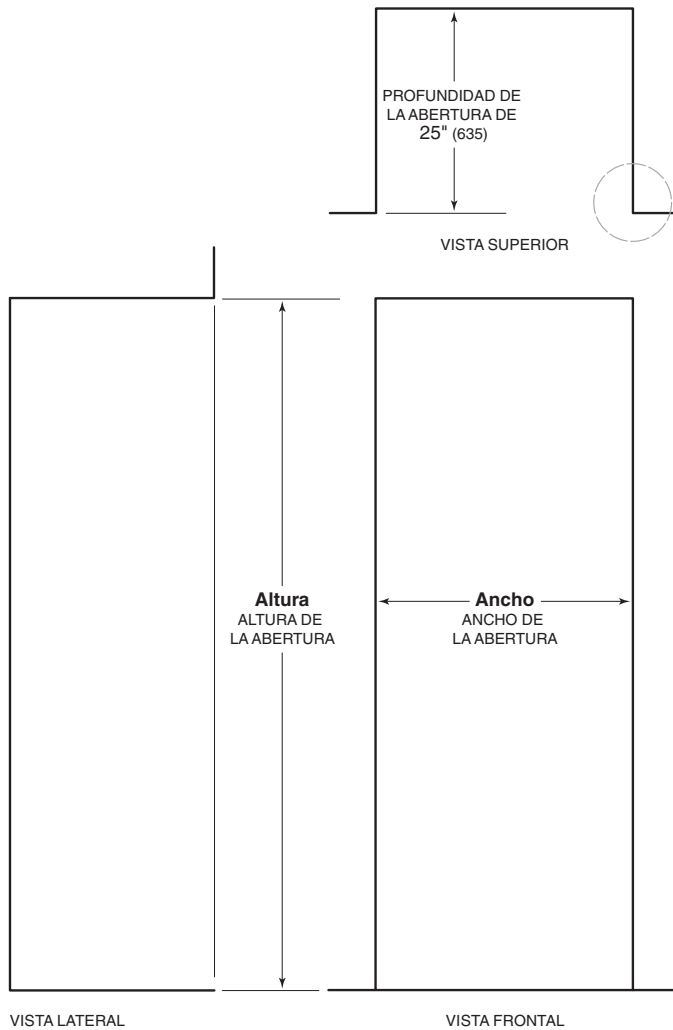 PROFUNDIDAD DE
LA ABERTURA DE
25" (635)
VISTA SUPERIOR
Altura
ALTURA DE
LA ABERTURA
Ancho
ANCHO DE
LA ABERTURA
VISTA LATERAL
VISTA FRONTAL